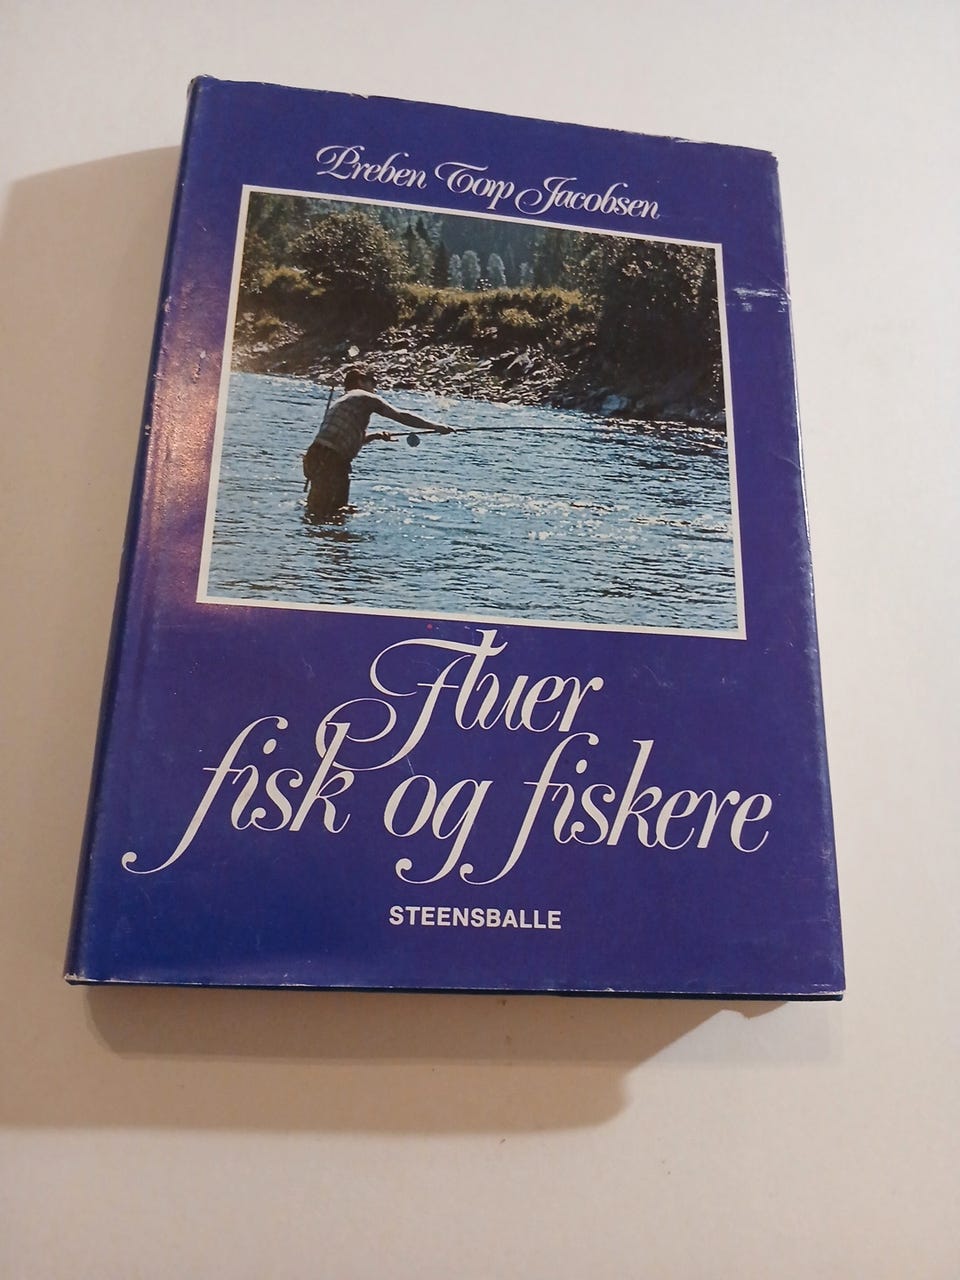 Preben Torp Jacobsen
Fluer
fisk og fiskere
STEENSBALLE